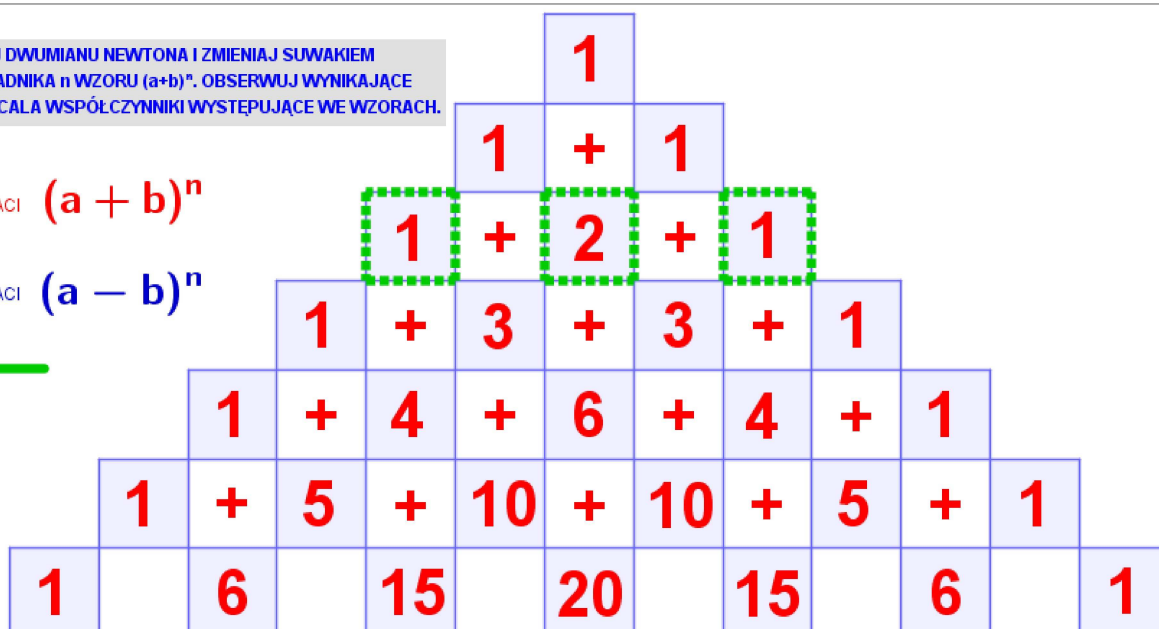 DWUMIANU NEWTONA I ZMIENIAJ SUWAKIEM
n WZORU (a+b)ⁿ. OBSERWUJ WYNIKAJĄCE
WSPÓŁCZYNNIKI WYSTĘPUJĄCE WE WZORACH.
(a + b)ⁿ
(a − b)ⁿ
1
1 + 1
1 + 2 + 1
1 + 3 + 3 + 1
1 + 4 + 6 + 4 + 1
1 + 5 + 10 + 10 + 5 + 1
1 6 15 20 15 6 1